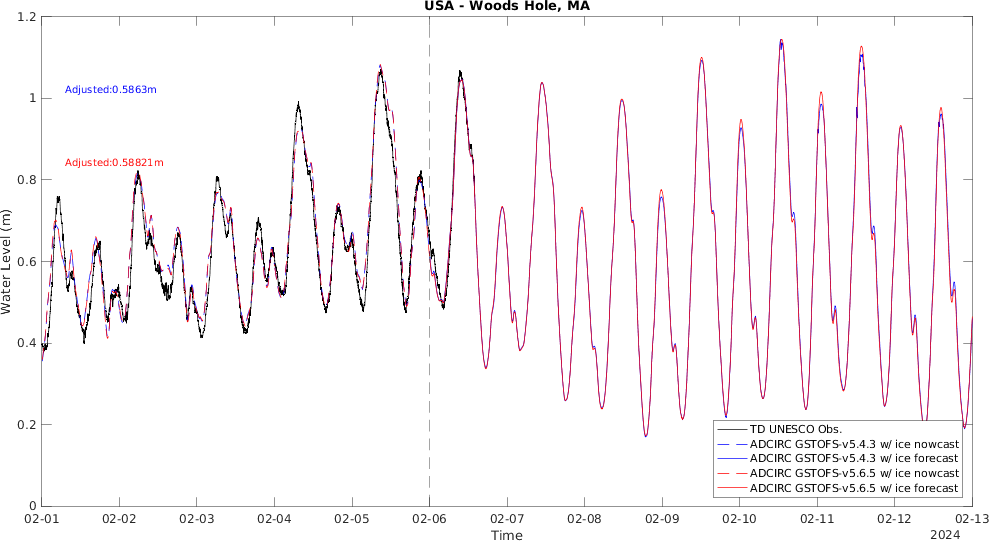 USA - Woods Hole, MA
1.2
1
0.8
0.6
0.4
0.2
0
Water Level (m)
Adjusted:0.5863m
Adjusted:0.58821m
TD UNESCO Obs.
ADCIRC GSTOFS-v5.4.3 w/ ice nowcast
ADCIRC GSTOFS-v5.4.3 w/ ice forecast
ADCIRC GSTOFS-v5.6.5 w/ ice nowcast
ADCIRC GSTOFS-v5.6.5 w/ ice forecast
02-01 02-02 02-03 02-04 02-05 02-06 02-07 02-08 02-09 02-10 02-11 02-12 02-13
Time
2024